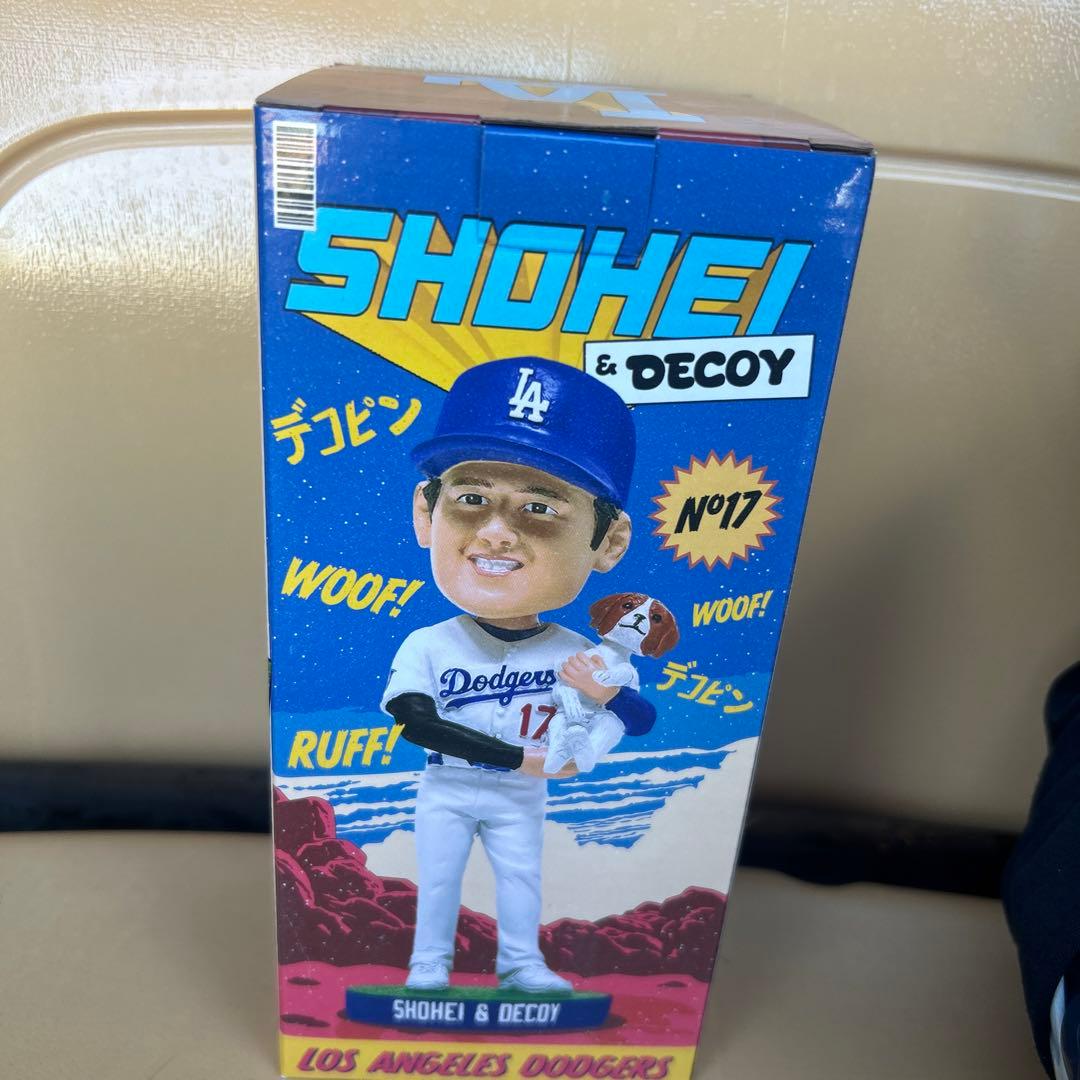 LA
SHOHEI
& DECOY
デコピン
LA
Nº17
WOOF!
WOOF!
Dodgers
17
デコピン
RUFF!
SHOHEI & DECOY
LOS ANGELES DODGERS